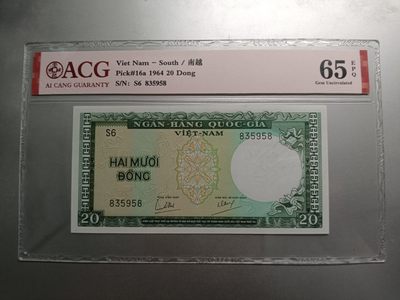 ACG
AI CANG GUARANTY
Viet Nam - South / 南越
Pick#16a 1964 20 Dong
S/N: S6 835958
65 EPQ
Gem Uncirculated
NGÂN-HÀNG QUỐC-GIA
VIỆT-NAM
S6
835958
HAI MƯƠI
ĐỒNG
835958
20
20